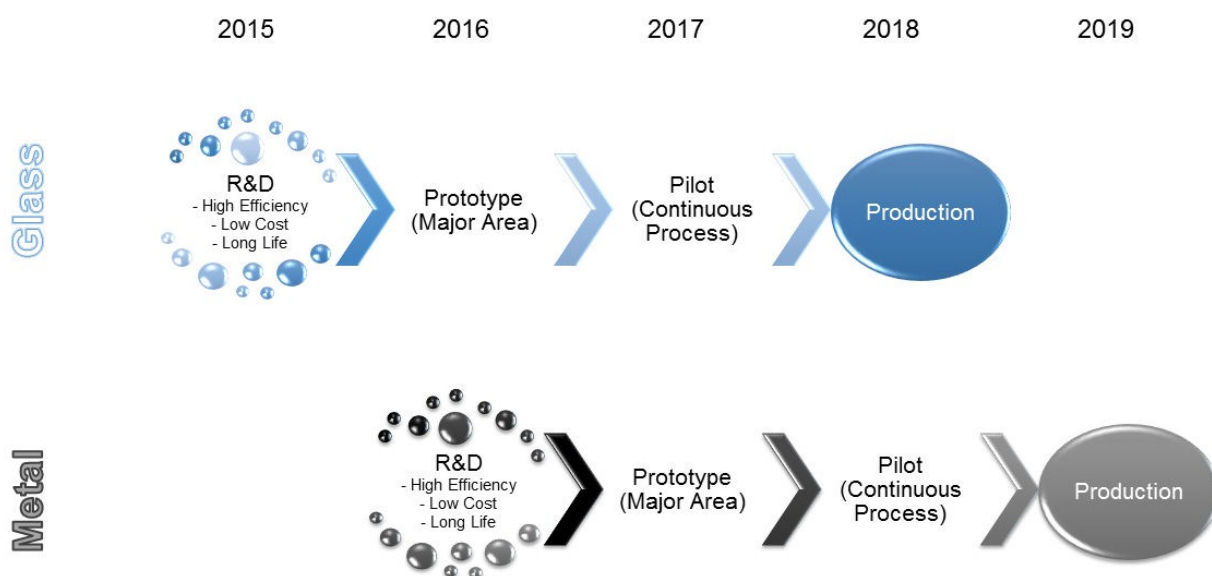 2015 2016 2017 2018 2019
Glass
R&D
- High Efficiency
- Low Cost
- Long Life
Prototype
(Major Area)
Pilot
(Continuous
Process)
Production
Metal
R&D
- High Efficiency
- Low Cost
- Long Life
Prototype
(Major Area)
Pilot
(Continuous
Process)
Production